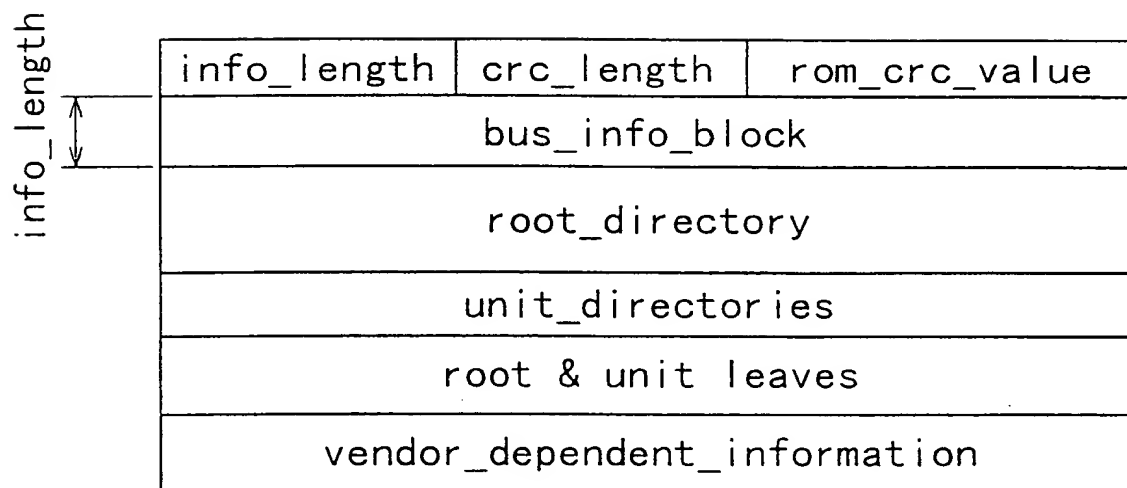 info_length
info_length crc_length rom_crc_value
bus_info_block
root_directory
unit_directories
root & unit leaves
vendor_dependent_information